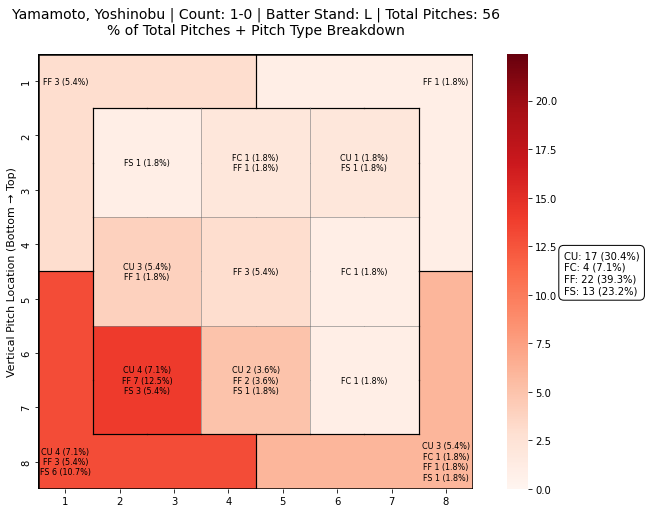 Yamamoto, Yoshinobu | Count: 1-0 | Batter Stand: L | Total Pitches: 56
% of Total Pitches + Pitch Type Breakdown
Vertical Pitch Location (Bottom → Top)
1
2
3
4
5
6
7
8
FF 3 (5.4%)
FF 1 (1.8%)
FS 1 (1.8%)
FC 1 (1.8%)
FF 1 (1.8%)
CU 1 (1.8%)
FS 1 (1.8%)
CU 3 (5.4%)
FF 1 (1.8%)
FF 3 (5.4%)
FC 1 (1.8%)
CU 4 (7.1%)
FF 7 (12.5%)
FS 3 (5.4%)
CU 2 (3.6%)
FF 2 (3.6%)
FS 1 (1.8%)
FC 1 (1.8%)
CU 4 (7.1%)
FF 3 (5.4%)
FS 6 (10.7%)
CU 3 (5.4%)
FC 1 (1.8%)
FF 1 (1.8%)
FS 1 (1.8%)
1 2 3 4 5 6 7 8
20.0
17.5
15.0
12.5
10.0
7.5
5.0
2.5
0.0
CU: 17 (30.4%)
FC: 4 (7.1%)
FF: 22 (39.3%)
FS: 13 (23.2%)